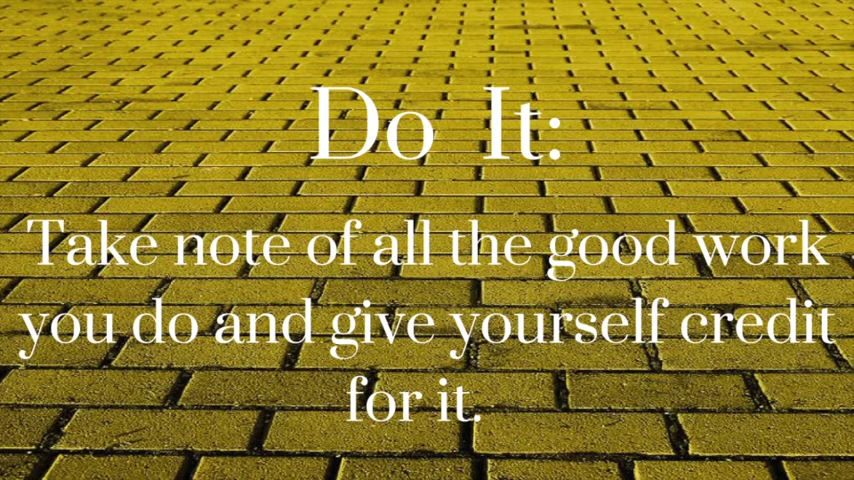 Do It:
Take note of all the good work
you do and give yourself credit
for it.